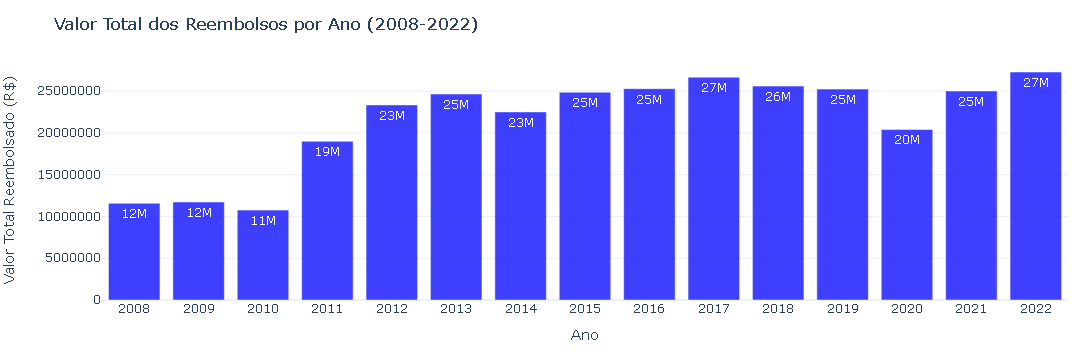 Valor Total dos Reembolsos por Ano (2008-2022)
Valor Total Reembolsado (R$)
25000000
20000000
15000000
10000000
5000000
0
12M
12M
11M
19M
23M
25M
23M
25M
25M
27M
26M
25M
20M
25M
27M
2008
2009
2010
2011
2012
2013
2014
2015
2016
2017
2018
2019
2020
2021
2022
Ano